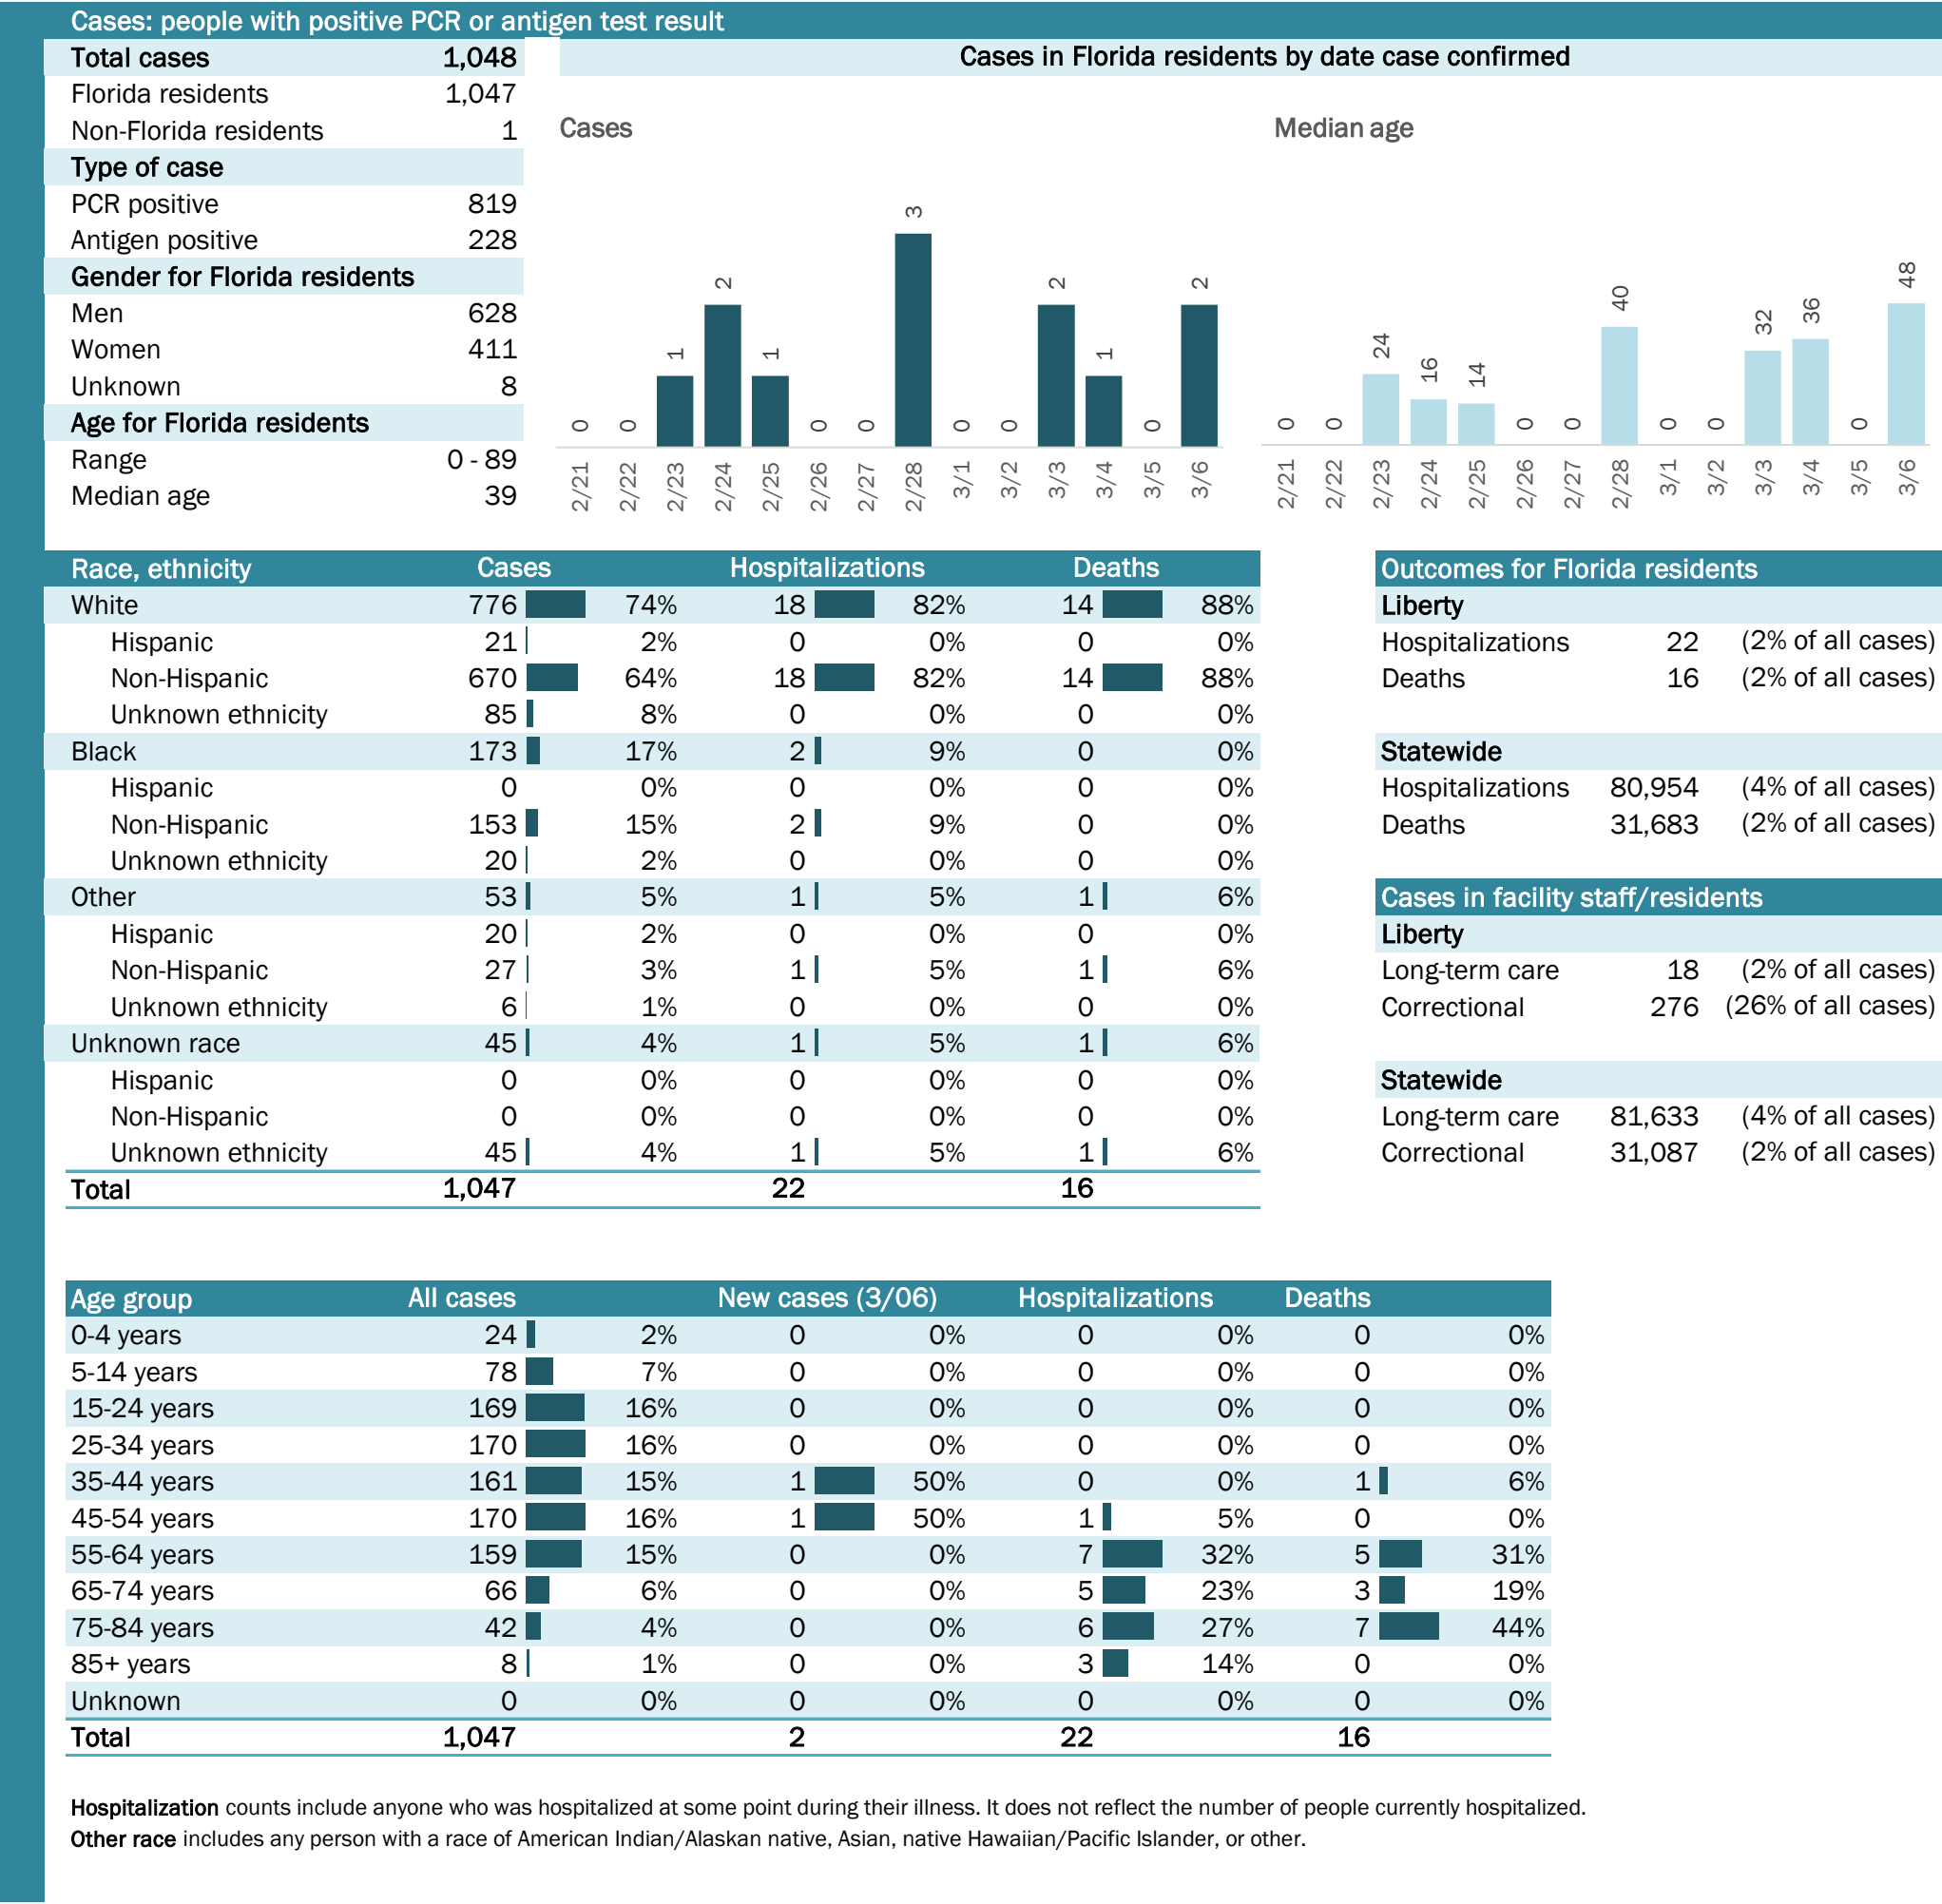 Cases: people with positive PCR or antigen test result
Total cases 1,048
Florida residents 1,047
Non-Florida residents 1
Type of case
PCR positive 819
Antigen positive 228
Gender for Florida residents
Men 628
Women 411
Unknown 8
Age for Florida residents
Range 0 - 89
Median age 39
Cases in Florida residents by date case confirmed
Cases
0 0 1 2 1 0 0 3 0 0 2 1 0 2
2/21 2/22 2/23 2/24 2/25 2/26 2/27 2/28 3/1 3/2 3/3 3/4 3/5 3/6
Median age
0 0 24 16 14 0 0 40 0 0 32 36 0 48
2/21 2/22 2/23 2/24 2/25 2/26 2/27 2/28 3/1 3/2 3/3 3/4 3/5 3/6
Race, ethnicity Cases Hospitalizations Deaths
White 776 74% 18 82% 14 88%
Hispanic 21 2% 0 0% 0 0%
Non-Hispanic 670 64% 18 82% 14 88%
Unknown ethnicity 85 8% 0 0% 0 0%
Black 173 17% 2 9% 0 0%
Hispanic 0 0% 0 0% 0 0%
Non-Hispanic 153 15% 2 9% 0 0%
Unknown ethnicity 20 2% 0 0% 0 0%
Other 53 5% 1 5% 1 6%
Hispanic 20 2% 0 0% 0 0%
Non-Hispanic 27 3% 1 5% 1 6%
Unknown ethnicity 6 1% 0 0% 0 0%
Unknown race 45 4% 1 5% 1 6%
Hispanic 0 0% 0 0% 0 0%
Non-Hispanic 0 0% 0 0% 0 0%
Unknown ethnicity 45 4% 1 5% 1 6%
Total 1,047 22 16
Outcomes for Florida residents
Liberty
Hospitalizations 22 (2% of all cases)
Deaths 16 (2% of all cases)
Statewide
Hospitalizations 80,954 (4% of all cases)
Deaths 31,683 (2% of all cases)
Cases in facility staff/residents
Liberty
Long-term care 18 (2% of all cases)
Correctional 276 (26% of all cases)
Statewide
Long-term care 81,633 (4% of all cases)
Correctional 31,087 (2% of all cases)
Age group All cases New cases (3/06) Hospitalizations Deaths
0-4 years 24 2% 0 0% 0 0% 0 0%
5-14 years 78 7% 0 0% 0 0% 0 0%
15-24 years 169 16% 0 0% 0 0% 0 0%
25-34 years 170 16% 0 0% 0 0% 0 0%
35-44 years 161 15% 1 50% 0 0% 1 6%
45-54 years 170 16% 1 50% 1 5% 0 0%
55-64 years 159 15% 0 0% 7 32% 5 31%
65-74 years 66 6% 0 0% 5 23% 3 19%
75-84 years 42 4% 0 0% 6 27% 7 44%
85+ years 8 1% 0 0% 3 14% 0 0%
Unknown 0 0% 0 0% 0 0% 0 0%
Total 1,047 2 22 16
Hospitalization counts include anyone who was hospitalized at some point during their illness. It does not reflect the number of people currently hospitalized.
Other race includes any person with a race of American Indian/Alaskan native, Asian, native Hawaiian/Pacific Islander, or other.